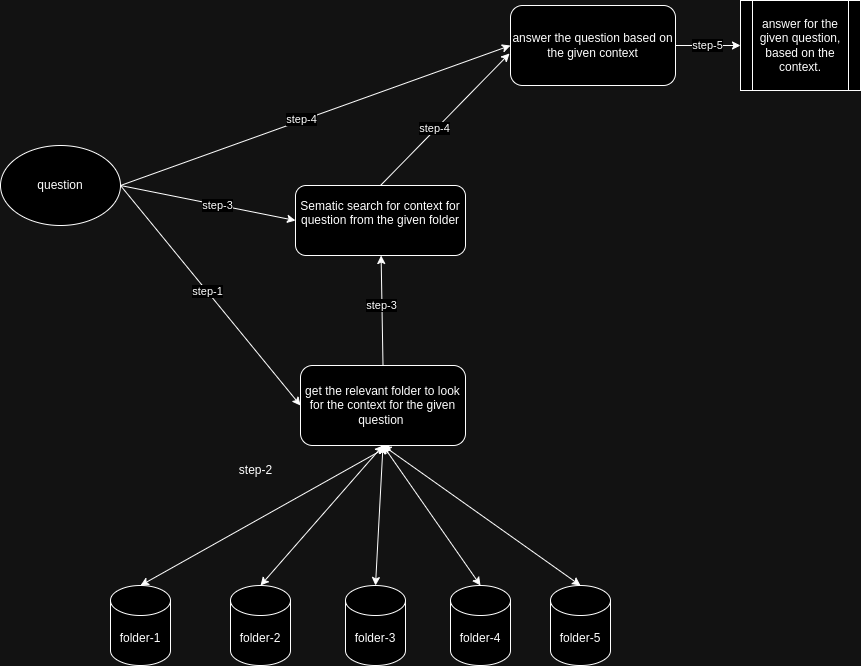 answer the question based on
the given context
step-5
answer for the
given question,
based on the
context.
step-4
step-4
question
step-3
Sematic search for context for
question from the given folder
step-1
step-3
get the relevant folder to look
for the context for the given
question
step-2
folder-1
folder-2
folder-3
folder-4
folder-5